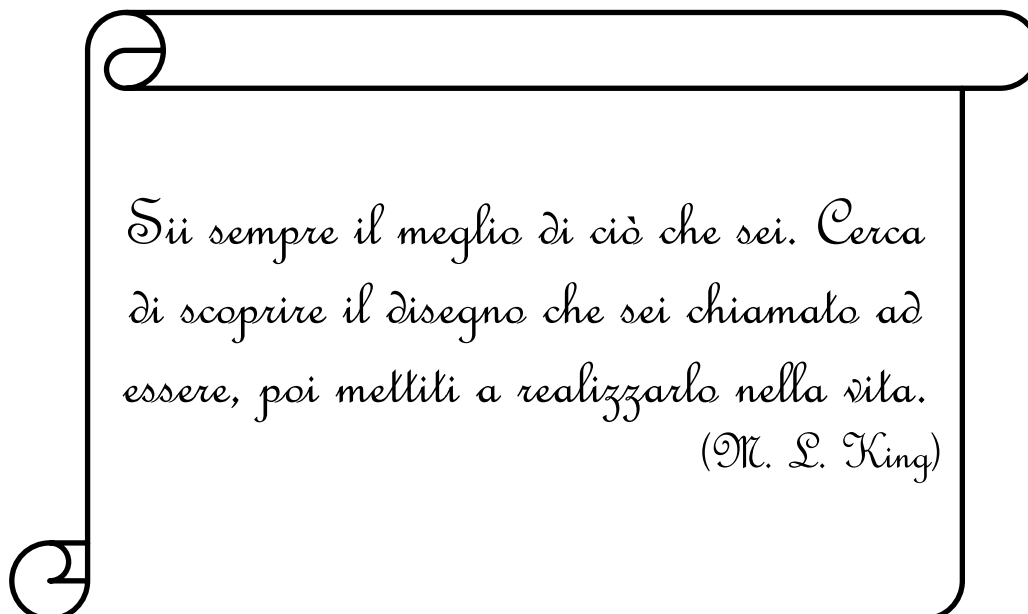 Sii sempre il meglio di ciò che sei. Cerca
di scoprire il disegno che sei chiamato ad
essere, poi mettiti a realizzarlo nella vita.
(M. L. King)